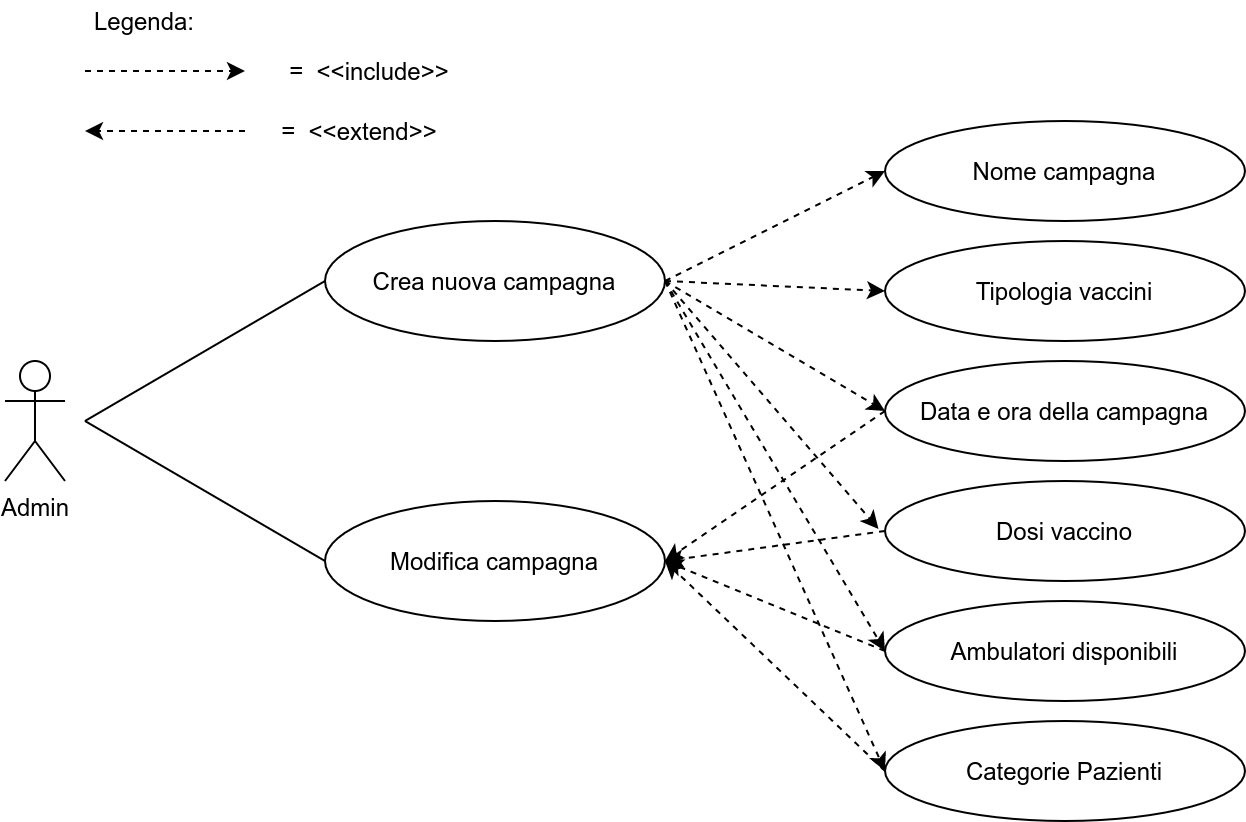 Legenda:
= <<include>>
= <<extend>>
Nome campagna
Crea nuova campagna
Tipologia vaccini
Data e ora della campagna
Admin
Modifica campagna
Dosi vaccino
Ambulatori disponibili
Categorie Pazienti